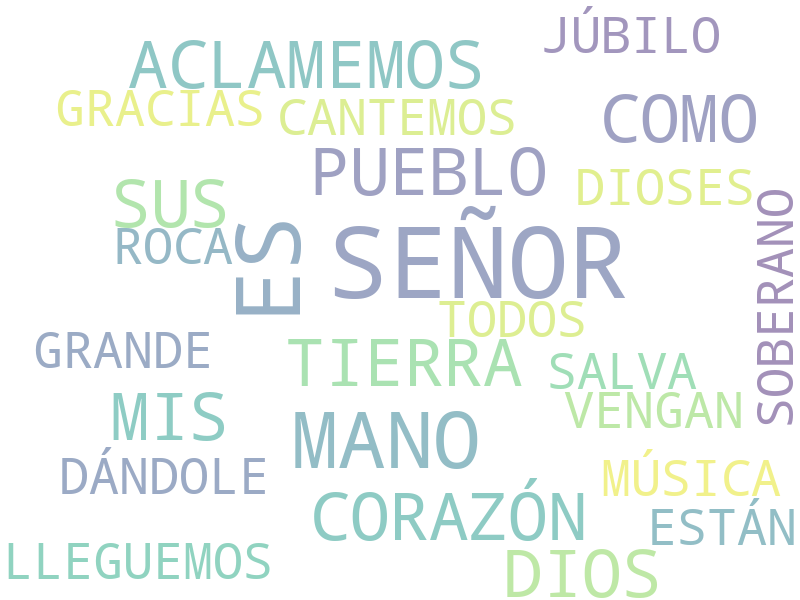 JÚBILO
ACLAMEMOS
GRACIAS
CANTEMOS
COMO
PUEBLO
DIOSES
SUS
ROCA
ES
SEÑOR
SOBERANO
TODOS
GRANDE
TIERRA
SALVA
VENGAN
MIS
MANO
DÁNDOLE
MÚSICA
CORAZÓN
ESTÁN
LLEGUEMOS
DIOS